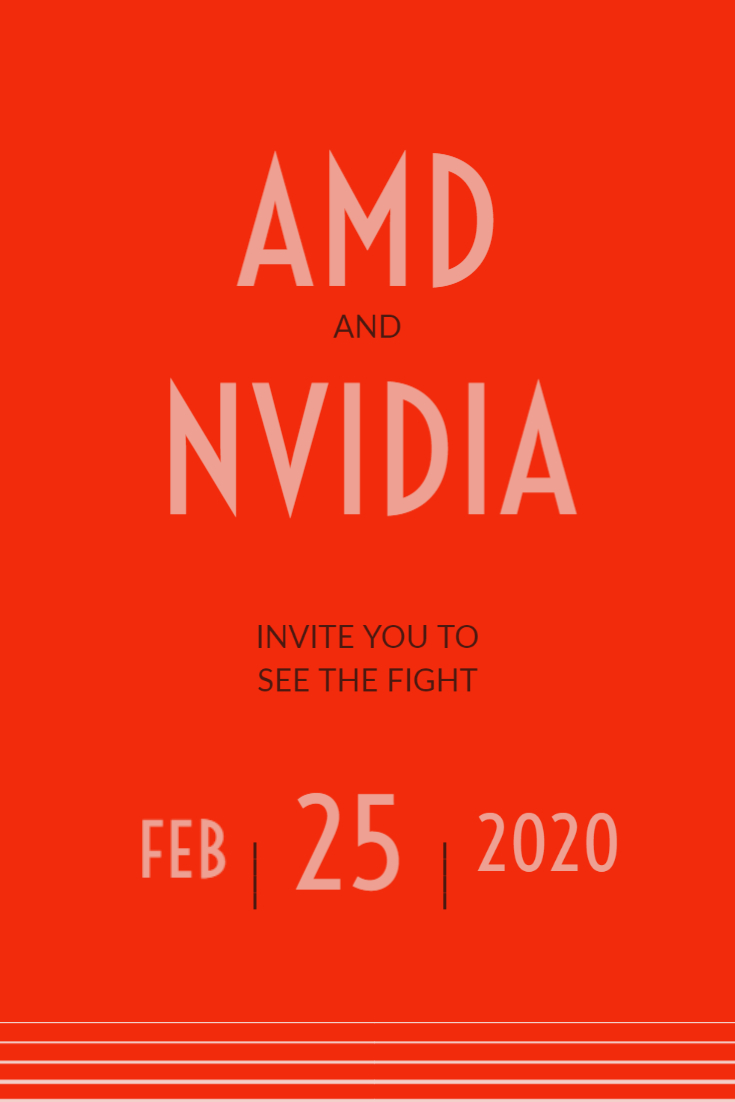 AMD
AND
NVIDIA
INVITE YOU TO
SEE THE FIGHT
FEB | 25 | 2020